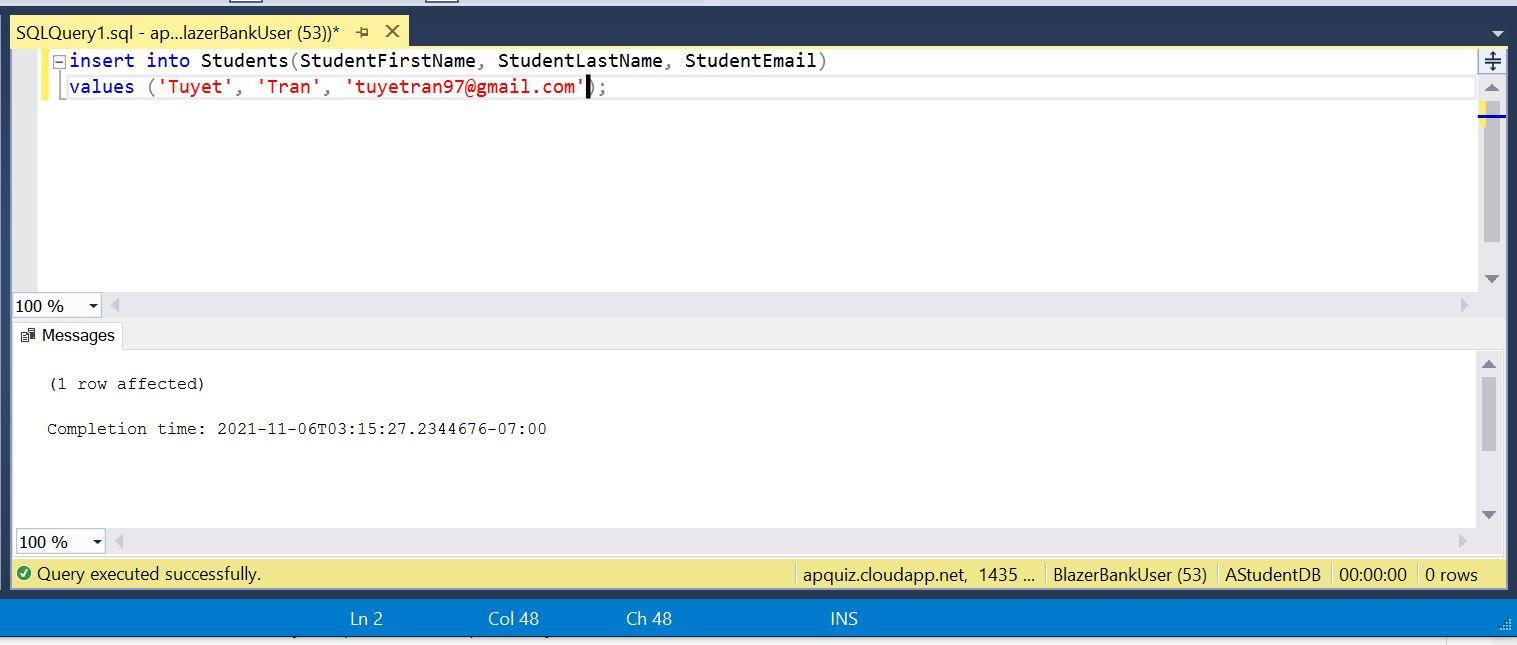 SQLQuery1.sql - ap...lazerBankUser (53))*
insert into Students(StudentFirstName, StudentLastName, StudentEmail)
values ('Tuyet', 'Tran', 'tuyetran97@gmail.com');
100 %
Messages
(1 row affected)
Completion time: 2021-11-06T03:15:27.2344676-07:00
100 %
Query executed successfully. apquiz.cloudapp.net, 1435 ... BlazerBankUser (53) AStudentDB 00:00:00 0 rows
Ln 2 Col 48 Ch 48 INS